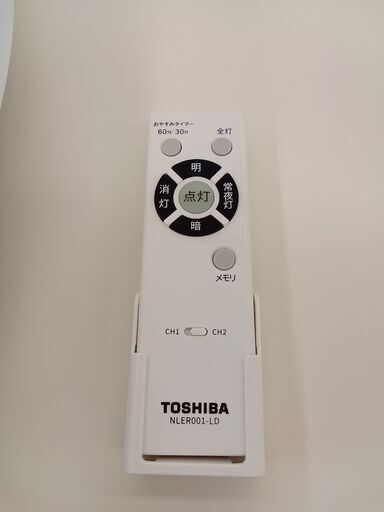 おやすみタイマー
60分/30分
全灯
明
消灯
点灯
常夜灯
暗
メモリ
CH1 CH2
TOSHIBA
NLER001-LD